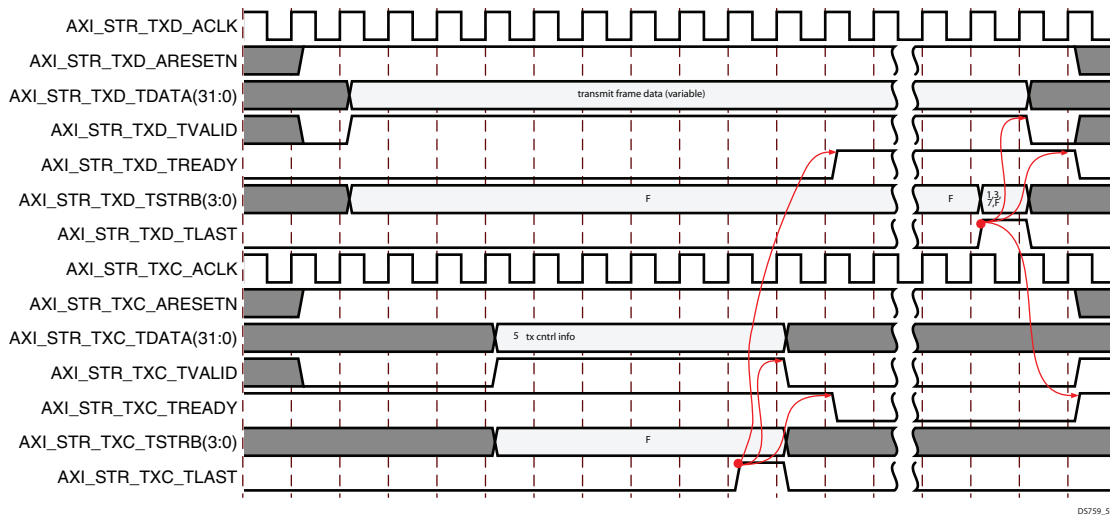 AXI_STR_TXD_ACLK
AXI_STR_TXD_ARESETN
AXI_STR_TXD_TDATA(31:0) transmit frame data (variable)
AXI_STR_TXD_TVALID
AXI_STR_TXD_TREADY
AXI_STR_TXD_TSTRB(3:0) F F 1,3,
7,F
AXI_STR_TXD_TLAST
AXI_STR_TXC_ACLK
AXI_STR_TXC_ARESETN
AXI_STR_TXC_TDATA(31:0) 5 tx cntrl info
AXI_STR_TXC_TVALID
AXI_STR_TXC_TREADY
AXI_STR_TXC_TSTRB(3:0) F
AXI_STR_TXC_TLAST
DS759_5